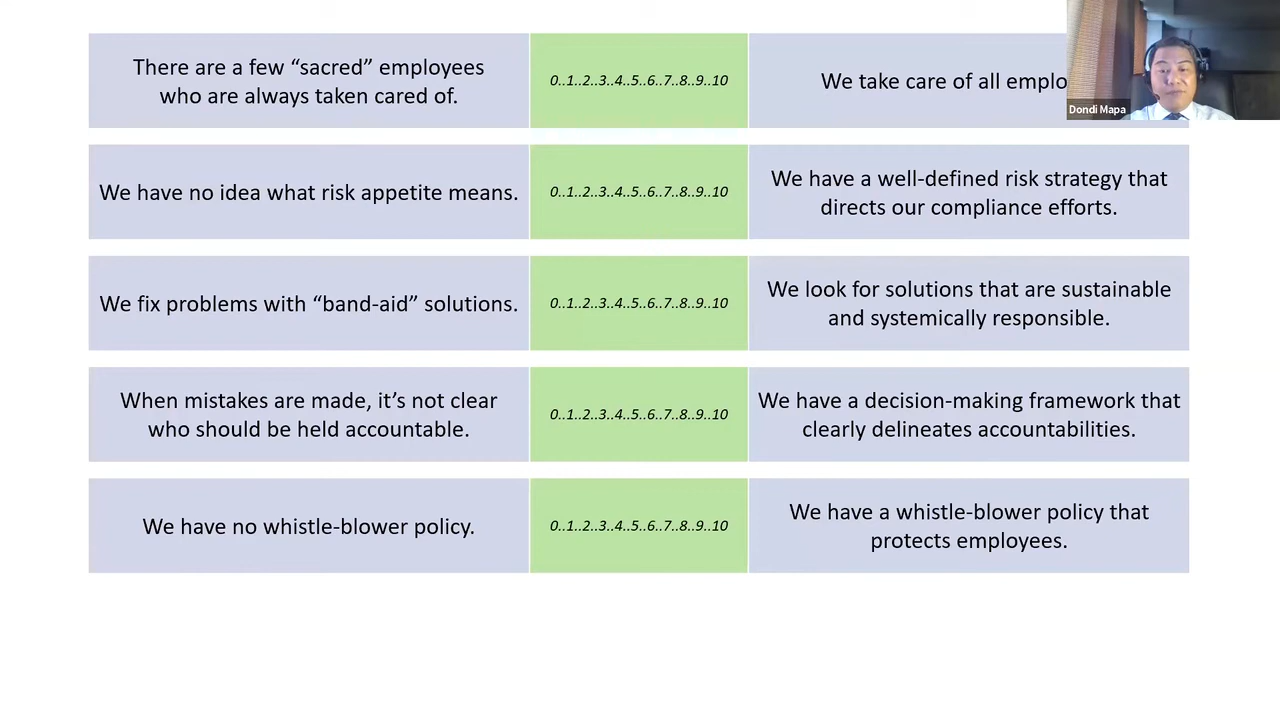 There are a few “sacred” employees
who are always taken cared of.
0..1..2..3..4..5..6..7..8..9..10
We take care of all
Dondi Mapa
We have no idea what risk appetite means.
0..1..2..3..4..5..6..7..8..9..10
We have a well-defined risk strategy that
directs our compliance efforts.
We fix problems with “band-aid” solutions.
0..1..2..3..4..5..6..7..8..9..10
We look for solutions that are sustainable
and systemically responsible.
When mistakes are made, it’s not clear
who should be held accountable.
0..1..2..3..4..5..6..7..8..9..10
We have a decision-making framework that
clearly delineates accountabilities.
We have no whistle-blower policy.
0..1..2..3..4..5..6..7..8..9..10
We have a whistle-blower policy that
protects employees.